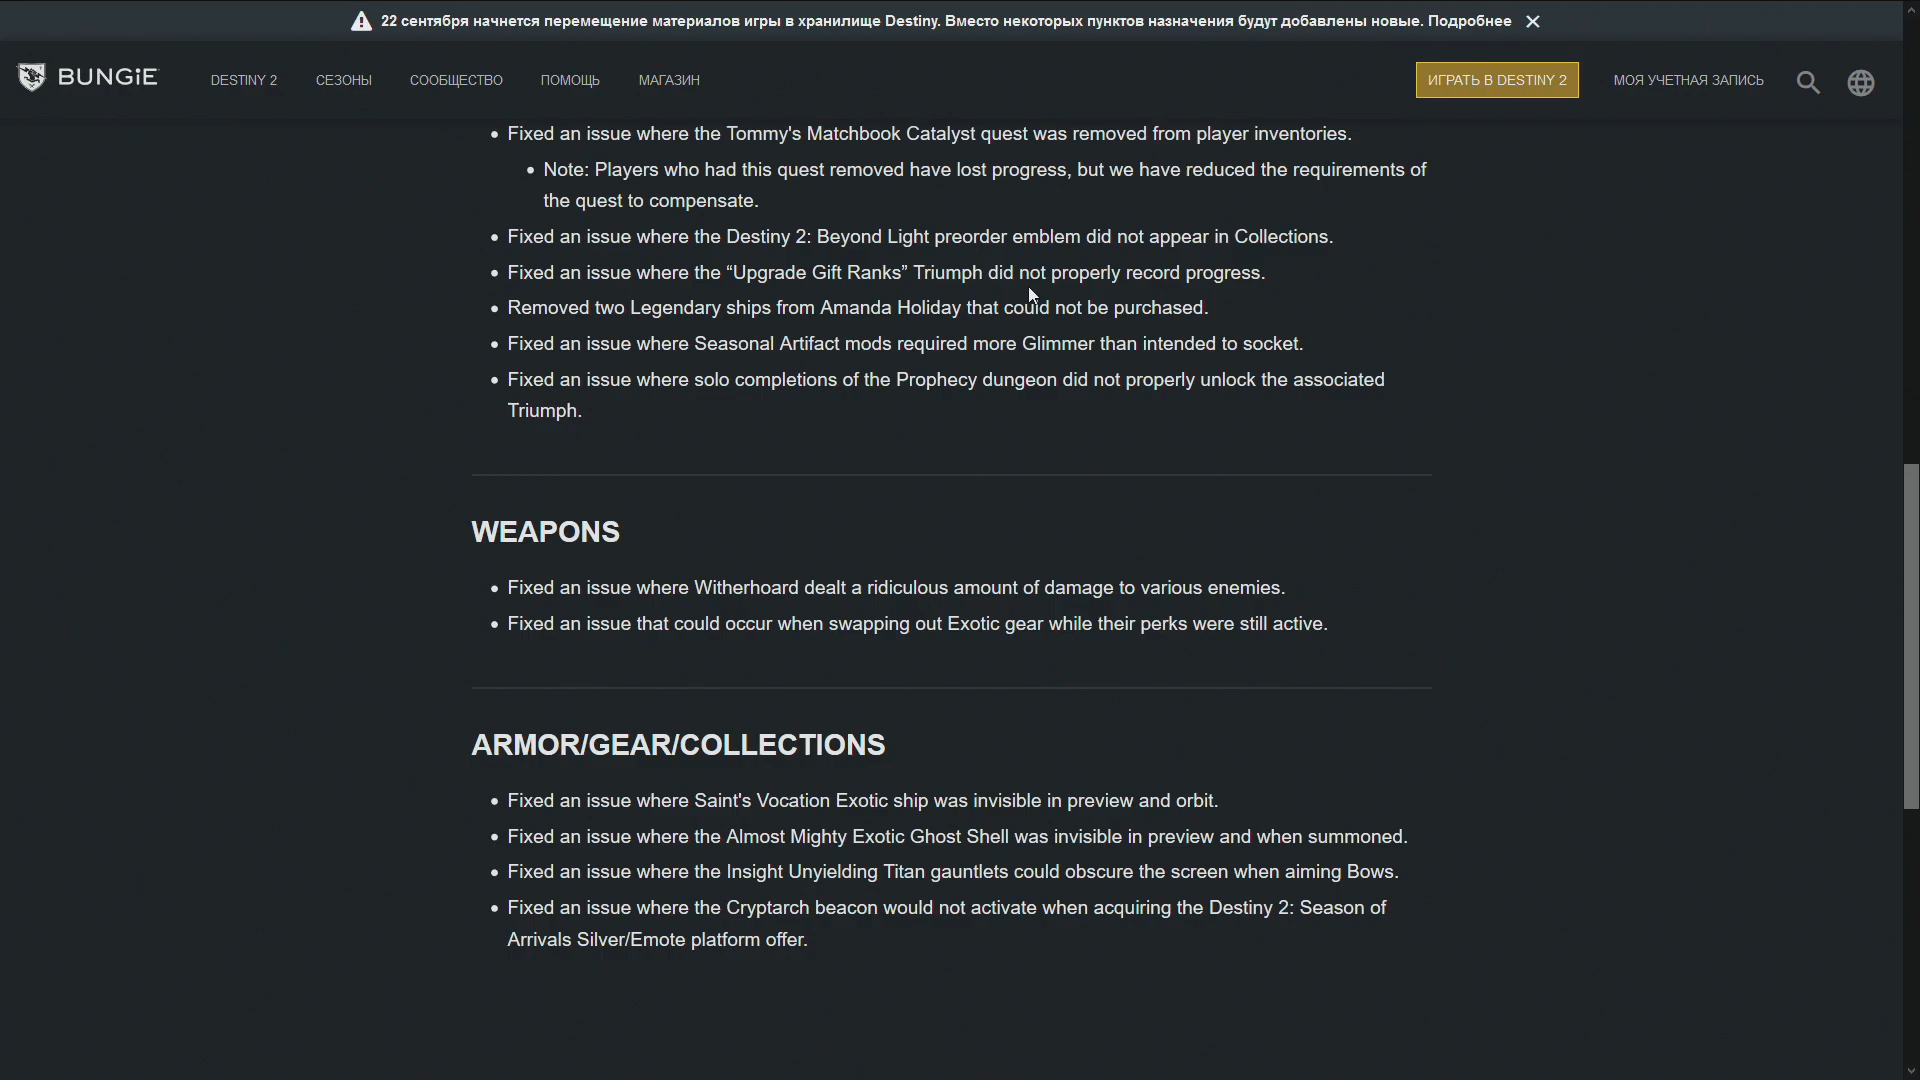 22 сентября начнется перемещение материалов игры в хранилище Destiny. Вместо некоторых пунктов назначения будут добавлены новые. Подробнее
BUNGiE
DESTINY 2
СЕЗОНЫ
СООБЩЕСТВО
ПОМОЩЬ
МАГАЗИН
ИГРАТЬ В DESTINY 2
МОЯ УЧЕТНАЯ ЗАПИСЬ
Fixed an issue where the Tommy's Matchbook Catalyst quest was removed from player inventories.
Note: Players who had this quest removed have lost progress, but we have reduced the requirements of
the quest to compensate.
Fixed an issue where the Destiny 2: Beyond Light preorder emblem did not appear in Collections.
Fixed an issue where the “Upgrade Gift Ranks” Triumph did not properly record progress.
Removed two Legendary ships from Amanda Holiday that could not be purchased.
Fixed an issue where Seasonal Artifact mods required more Glimmer than intended to socket.
Fixed an issue where solo completions of the Prophecy dungeon did not properly unlock the associated
Triumph.
WEAPONS
Fixed an issue where Witherhoard dealt a ridiculous amount of damage to various enemies.
Fixed an issue that could occur when swapping out Exotic gear while their perks were still active.
ARMOR/GEAR/COLLECTIONS
Fixed an issue where Saint's Vocation Exotic ship was invisible in preview and orbit.
Fixed an issue where the Almost Mighty Exotic Ghost Shell was invisible in preview and when summoned.
Fixed an issue where the Insight Unyielding Titan gauntlets could obscure the screen when aiming Bows.
Fixed an issue where the Cryptarch beacon would not activate when acquiring the Destiny 2: Season of
Arrivals Silver/Emote platform offer.